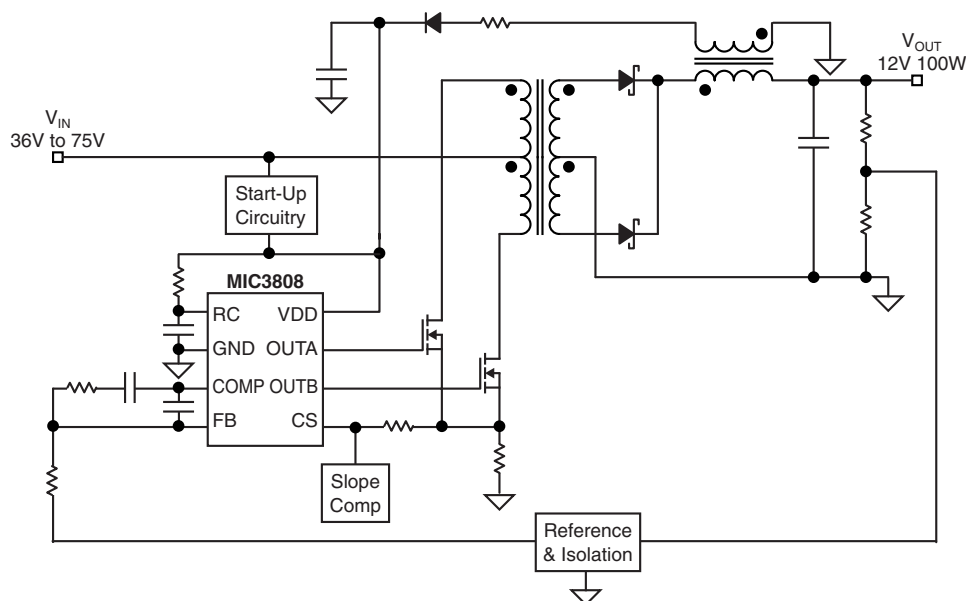 V_OUT
12V 100W
V_IN
36V to 75V
Start-Up
Circuitry
MIC3808
RC VDD
GND OUTA
COMP OUTB
FB CS
Slope
Comp
Reference
& Isolation